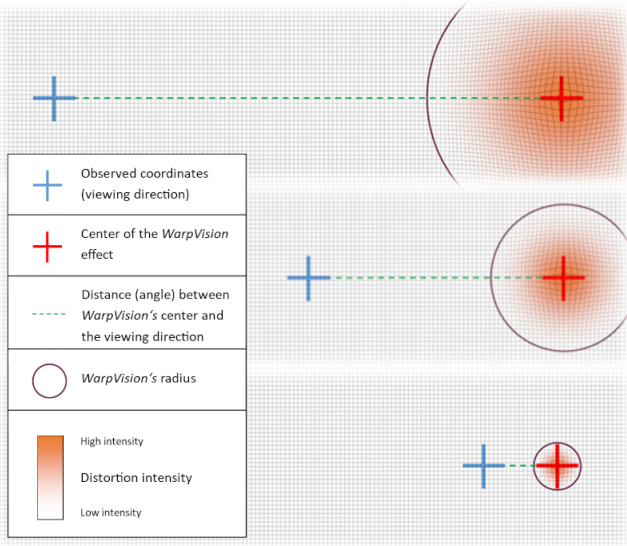 Observed coordinates
(viewing direction)
Center of the WarpVision
effect
Distance (angle) between
WarpVision‘s center and
the viewing direction
WarpVision‘s radius
High intensity
Distortion intensity
Low intensity